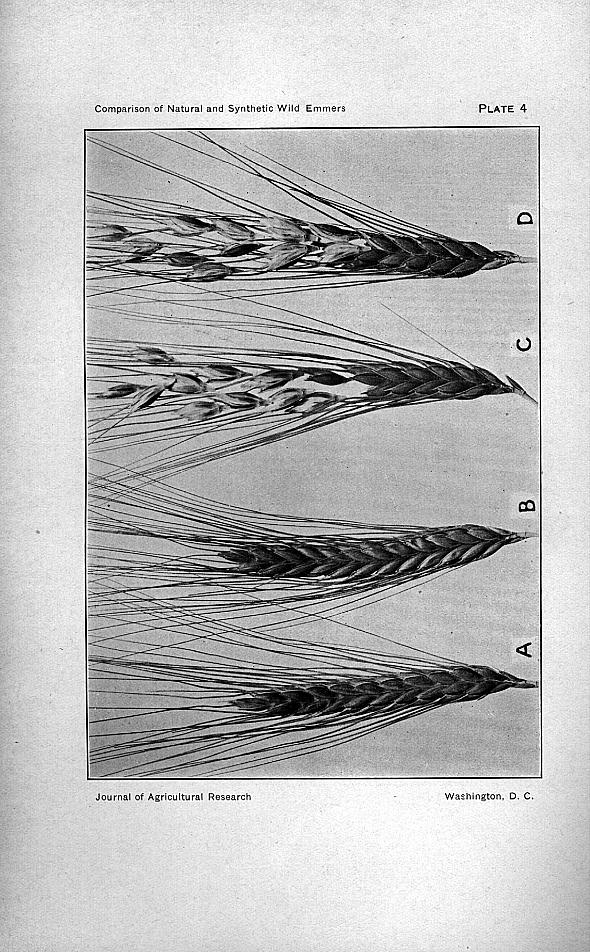 Comparison of Natural and Synthetic Wild Emmers
PLATE 4
D
C
B
A
Journal of Agricultural Research
Washington, D. C.